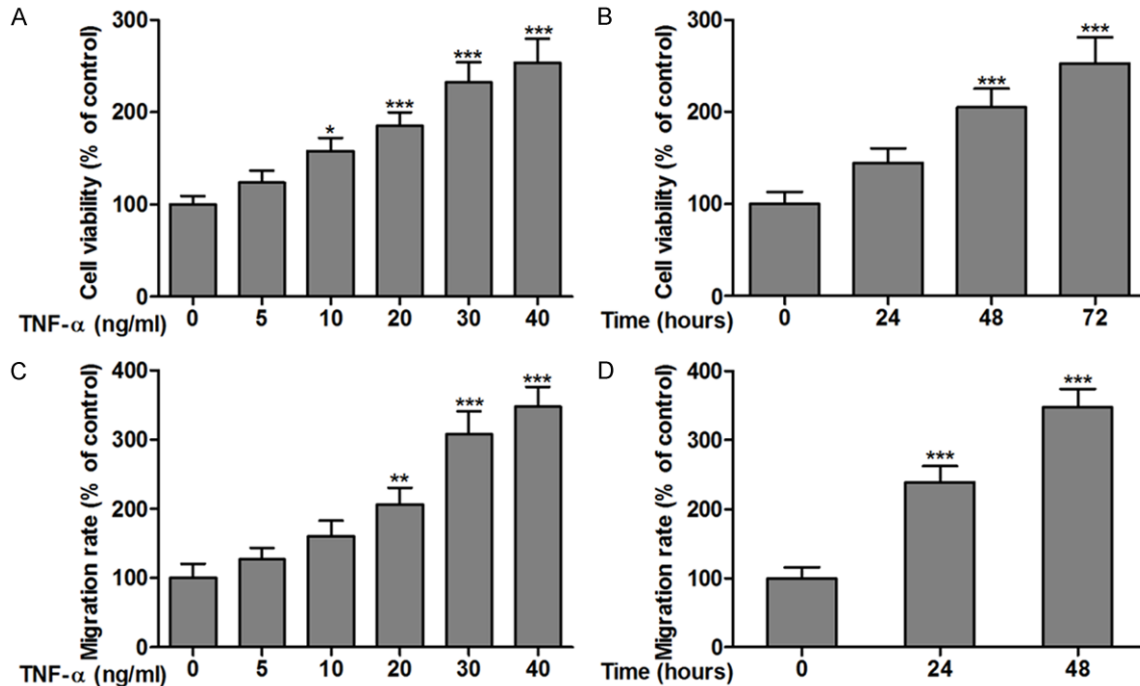 A
Cell viability (% of control)
300
200
100
0
*
***
***
***
TNF-α (ng/ml)
0 5 10 20 30 40
B
Cell viability (% of control)
300
200
100
0
***
***
Time (hours)
0 24 48 72
C
Migration rate (% of control)
400
300
200
100
0
**
***
***
TNF-α (ng/ml)
0 5 10 20 30 40
D
Migration rate (% of control)
400
300
200
100
0
***
***
Time (hours)
0 24 48